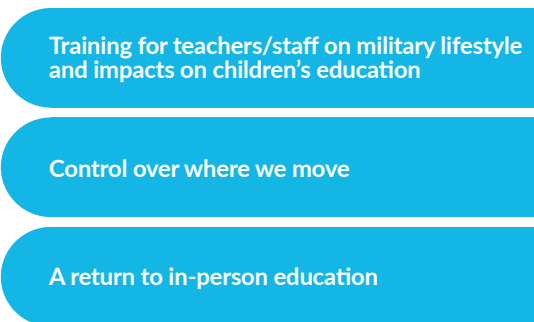 Training for teachers/staff on military lifestyle
and impacts on children’s education
Control over where we move
A return to in-person education